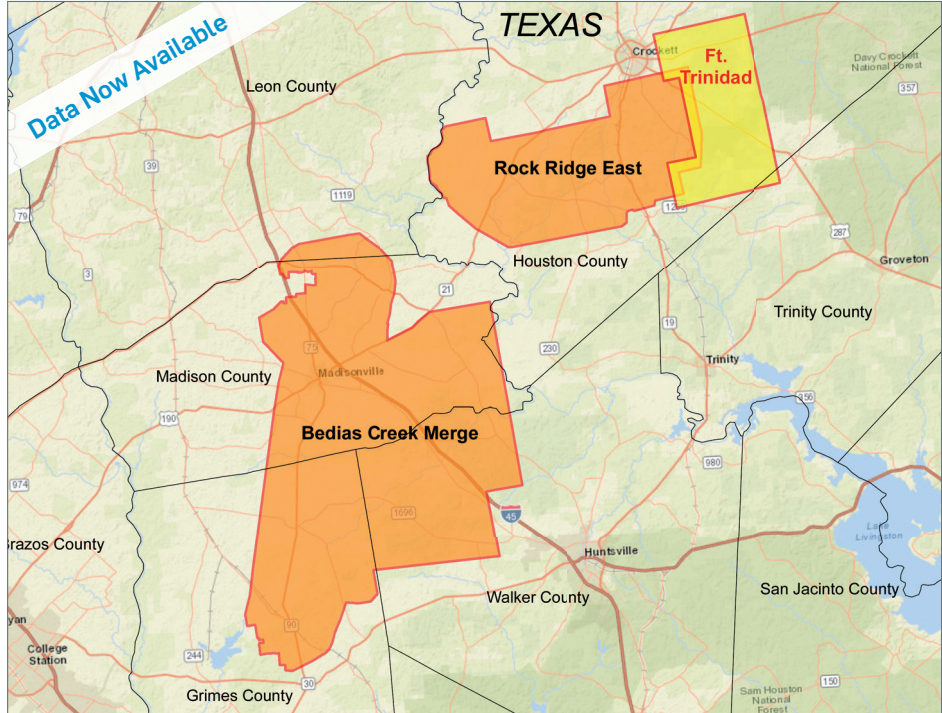 TEXAS
Data Now Available
Crockett
Ft.
Trinidad
Davy Crockett
National Forest
357
Leon County
39
Rock Ridge East
1119
79
287
Houston County
Groveton
3
21
Trinity County
19
75
230
Trinity
Madisonville
Madison County
356
190
Bedias Creek Merge
980
974
1696
45
Lake
Livingston
Brazos County
Huntsville
San Jacinto County
Walker County
90
yan
College
Station
244
30
150
Grimes County
Sam Houston
National
Forest